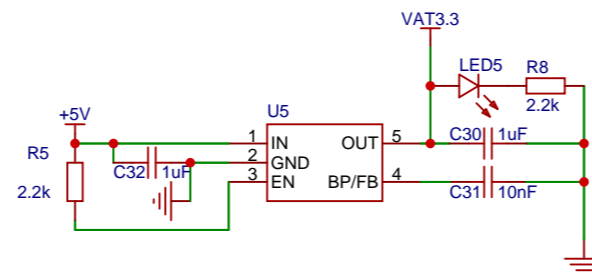 VAT3.3
LED5
R8
2.2k
+5V
U5
1 IN OUT 5
C30 1uF
R5
2 GND
C32 1uF
3 EN BP/FB 4
C31 10nF
2.2k